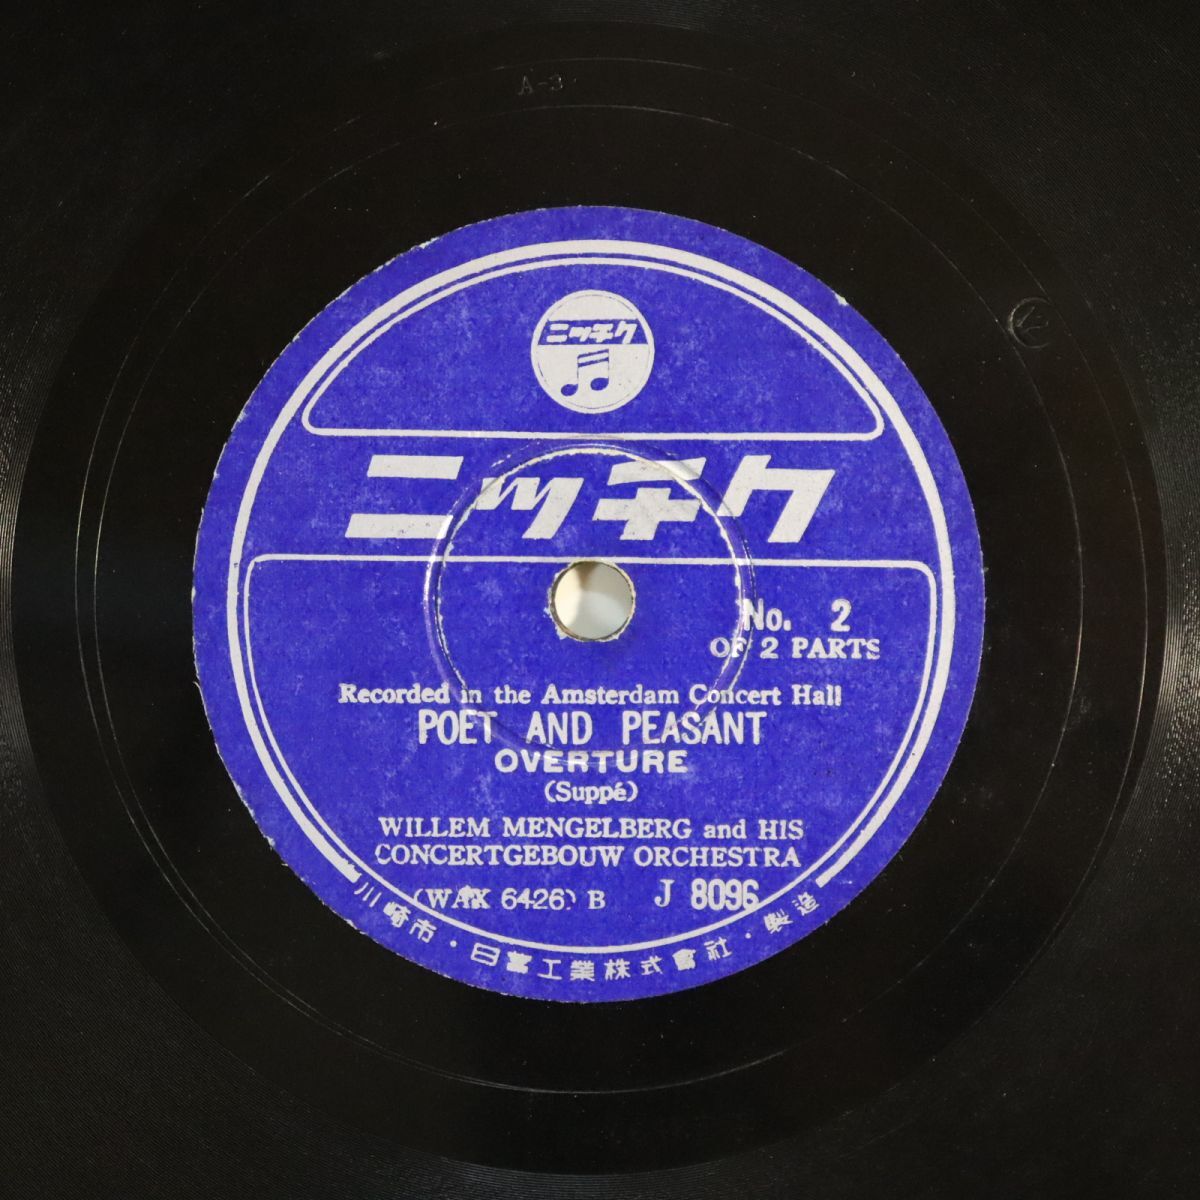 A-3
ニッチク
ニッチク
No. 2
OF 2 PARTS
Recorded in the Amsterdam Concert Hall
POET AND PEASANT
OVERTURE
(Suppé)
WILLEM MENGELBERG and HIS
CONCERTGEBOUW ORCHESTRA
(WAX 6426) B J 8096
川崎市・日蓄工業株式會社・製造